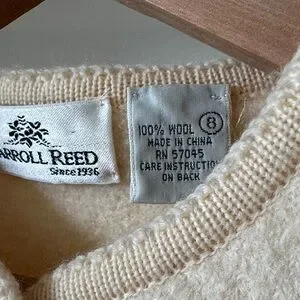 ARROLL REED
Since 1936
100% WOOL 8
MADE IN CHINA
RN 57045
CARE INSTRUCTION
ON BACK